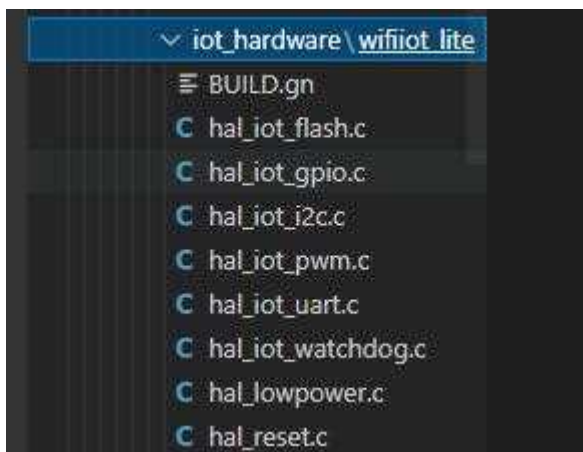 iot_hardware\wifiiot_lite
BUILD.gn
C hal_iot_flash.c
C hal_iot_gpio.c
C hal_iot_i2c.c
C hal_iot_pwm.c
C hal_iot_uart.c
C hal_iot_watchdog.c
C hal_lowpower.c
C hal_reset.c